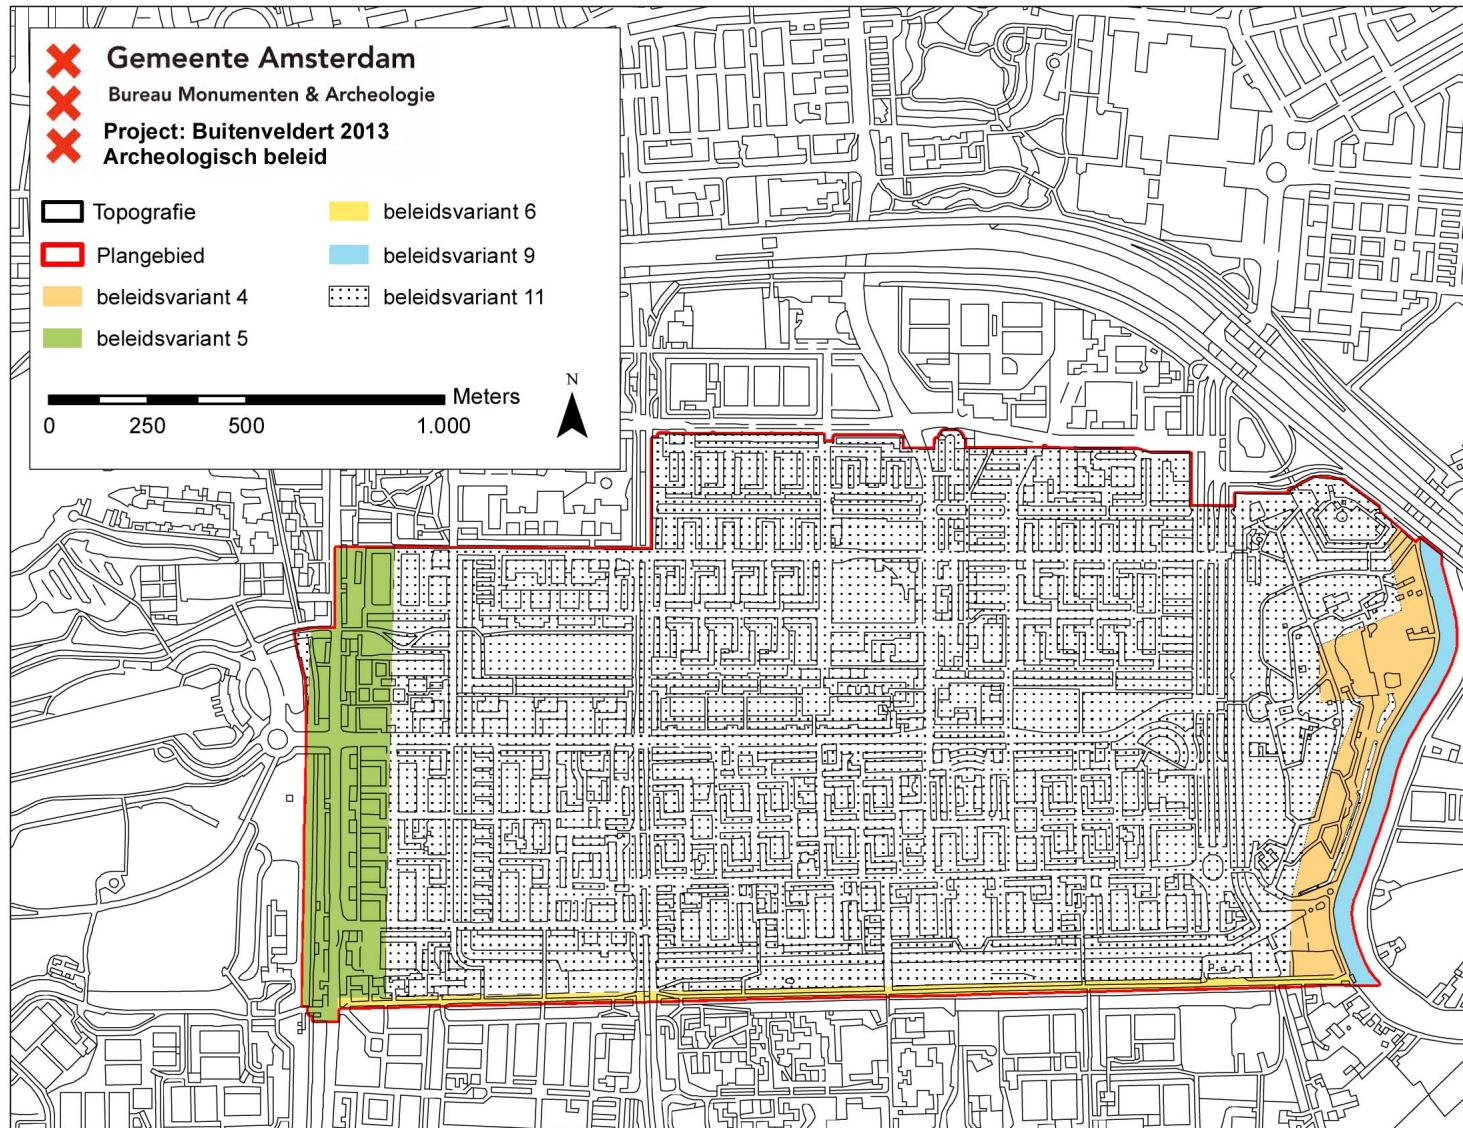 Gemeente Amsterdam
Bureau Monumenten & Archeologie
Project: Buitenveldert 2013
Archeologisch beleid
Topografie
Plangebied
beleidsvariant 4
beleidsvariant 5
beleidsvariant 6
beleidsvariant 9
beleidsvariant 11
Meters
0 250 500 1.000
N